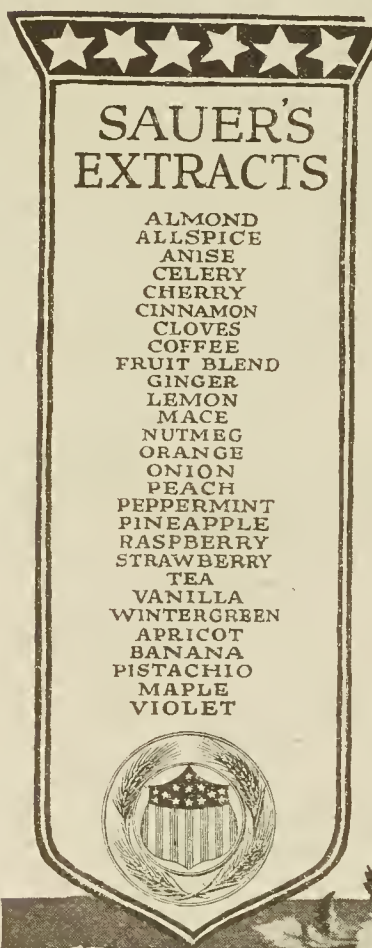 SAUER'S
EXTRACTS
ALMOND
ALLSPICE
ANISE
CELERY
CHERRY
CINNAMON
CLOVES
COFFEE
FRUIT BLEND
GINGER
LEMON
MACE
NUTMEG
ORANGE
ONION
PEACH
PEPPERMINT
PINEAPPLE
RASPBERRY
STRAWBERRY
TEA
VANILLA
WINTERGREEN
APRICOT
BANANA
PISTACHIO
MAPLE
VIOLET